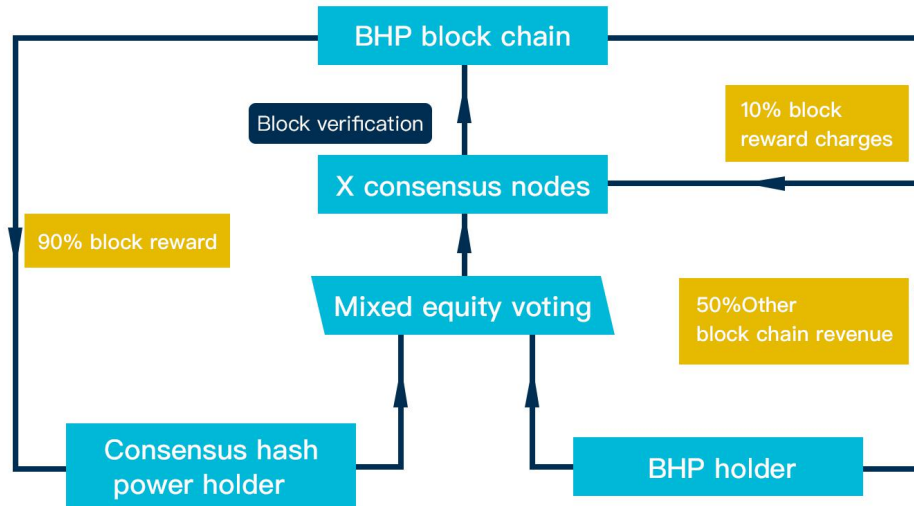 BHP block chain
Block verification
10% block
reward charges
X consensus nodes
90% block reward
Mixed equity voting
50%Other
block chain revenue
Consensus hash
power holder
BHP holder